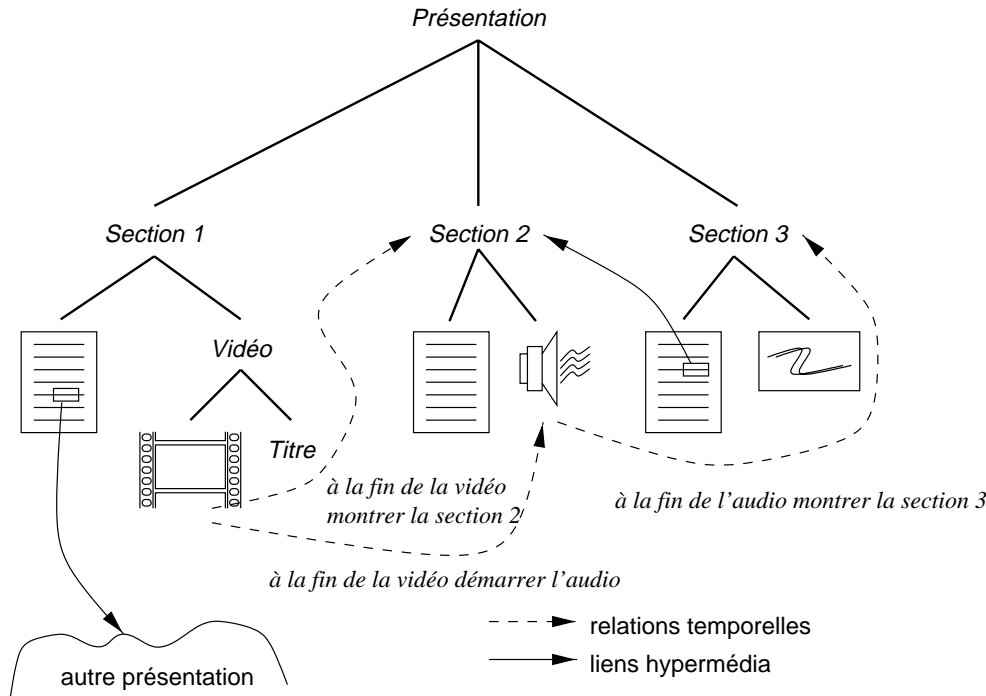 Présentation
Section 1
Section 2
Section 3
Vidéo
Titre
à la fin de la vidéo
montrer la section 2
à la fin de l'audio montrer la section 3
à la fin de la vidéo démarrer l'audio
relations temporelles
liens hypermédia
autre présentation